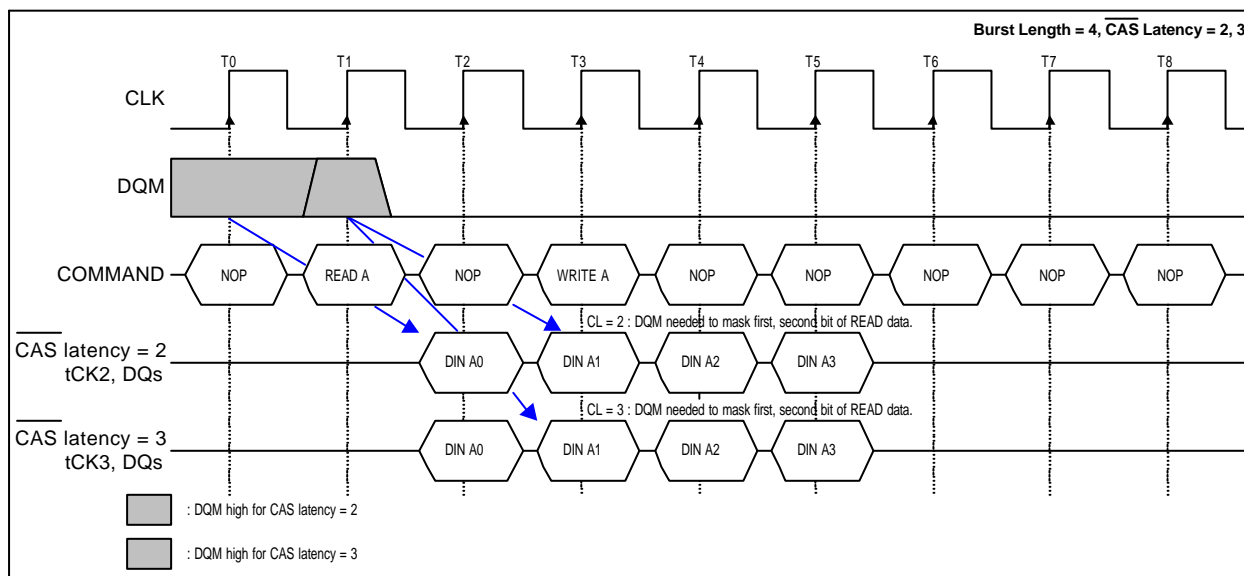 Burst Length = 4, CAS Latency = 2, 3
T0 T1 T2 T3 T4 T5 T6 T7 T8
CLK
DQM
COMMAND NOP READ A NOP WRITE A NOP NOP NOP NOP NOP
CL = 2 : DQM needed to mask first, second bit of READ data.
CAS latency = 2
tCK2, DQs
DIN A0 DIN A1 DIN A2 DIN A3
CL = 3 : DQM needed to mask first, second bit of READ data.
CAS latency = 3
tCK3, DQs
DIN A0 DIN A1 DIN A2 DIN A3
: DQM high for CAS latency = 2
: DQM high for CAS latency = 3